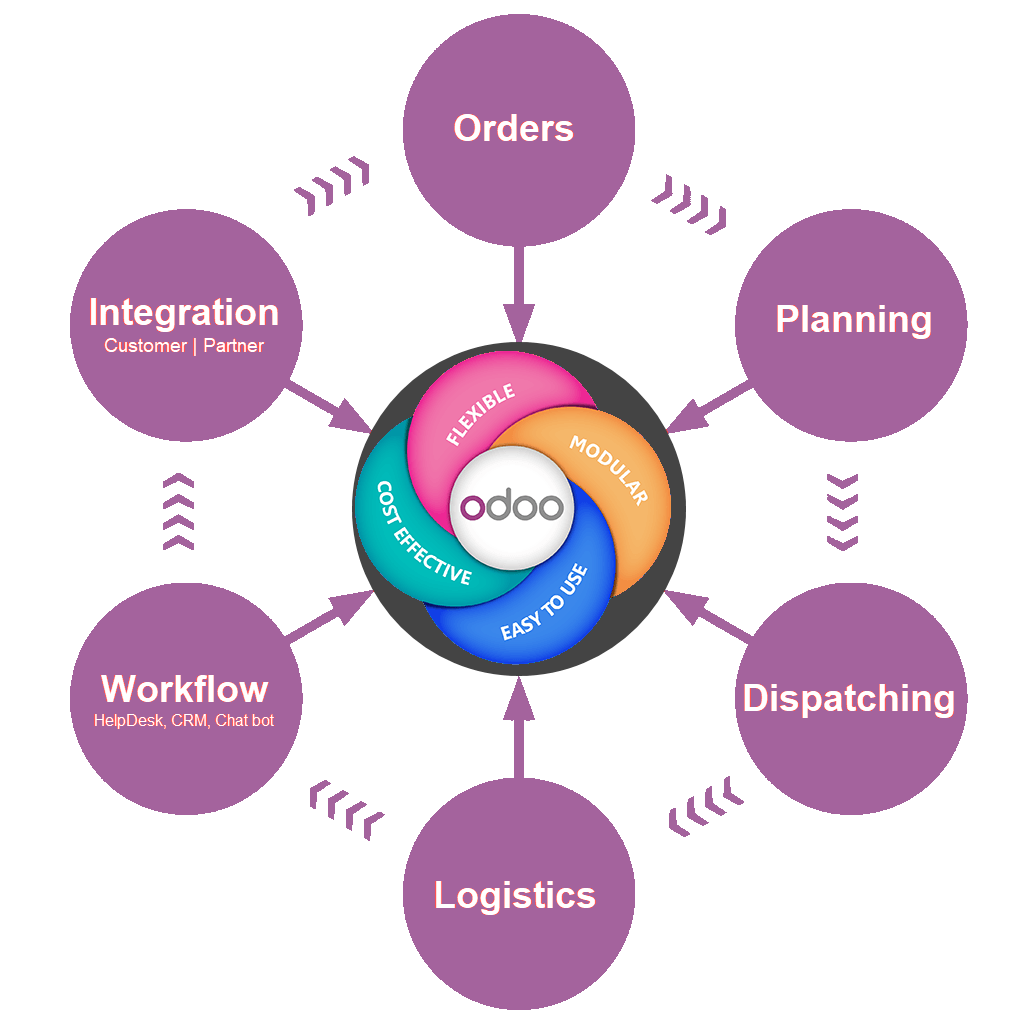 Orders
Integration
Customer | Partner
Planning
FLEXIBLE
MODULAR
COST EFFECTIVE
odoo
EASY TO USE
Workflow
HelpDesk, CRM, Chat bot
Dispatching
Logistics